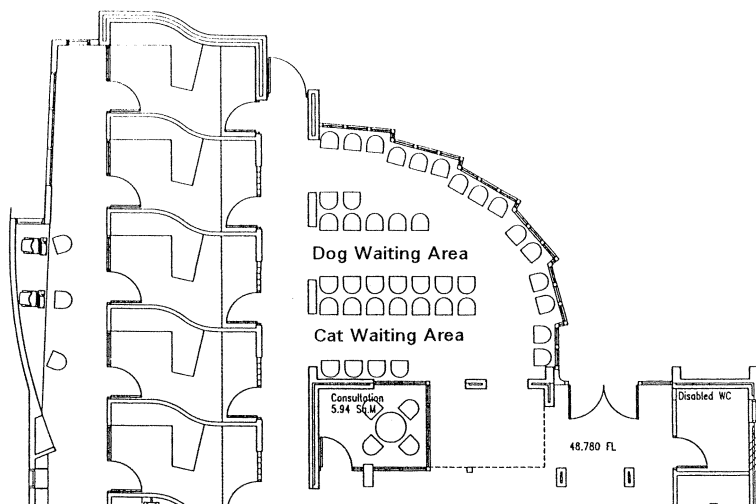 Dog Waiting Area
Cat Waiting Area
Consultation
5.94 Sq.M
Disabled WC
48.780 FL